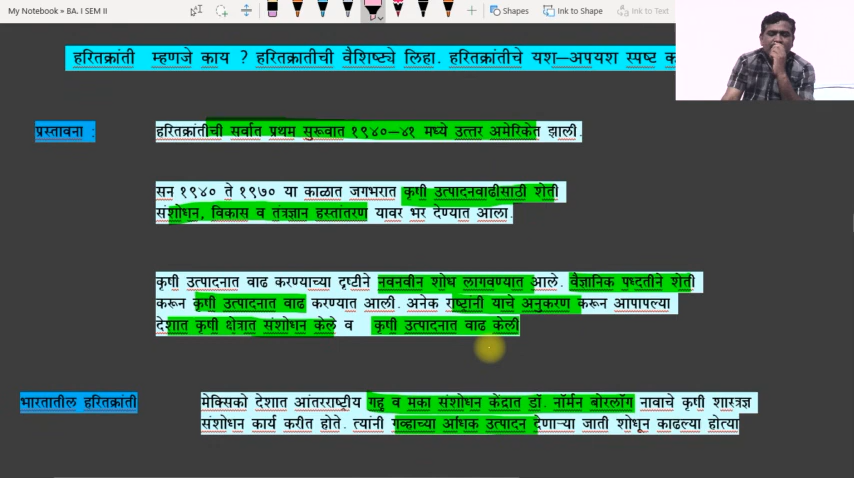 My Notebook » BA. I SEM II
Shapes
Ink to Shape
Ink to Text
हरितक्रांती म्हणजे काय ? हरितक्रातीची वैशिष्ट्ये लिहा. हरितक्रांतीचे यश–अपयश स्पष्ट
प्रस्तावना :
हरितक्रांतीची सर्वात प्रथम सुरूवात १९४०–४१ मध्ये उत्तर अमेरिकेत झाली.
सन १९४० ते १९७० या काळात जगभरात कृषी उत्पादनवाढीसाठी शेती
संशोधन, विकास व तंत्रज्ञान हस्तांतरण यावर भर देण्यात आला.
कृषी उत्पादनात वाढ करण्याच्या दृष्टीने नवनवीन शोध लागवण्यात आले. वैज्ञानिक पध्दतीने शेती
करून कृषी उत्पादनात वाढ करण्यात आली. अनेक राष्ट्रांनी याचे अनुकरण करून आपापल्या
देशात कृषी क्षेत्रात संशोधन केले व कृषी उत्पादनात वाढ केली
भारतातील हरितक्रांती
मेक्सिको देशात आंतरराष्ट्रीय गहू व मका संशोधन केंद्रात डॉ. नॉर्मन बोरलॉग नावाचे कृषी शास्त्रज्ञ
संशोधन कार्य करीत होते. त्यांनी गव्हाच्या अधिक उत्पादन देणाऱ्या जाती शोधून काढल्या होत्या